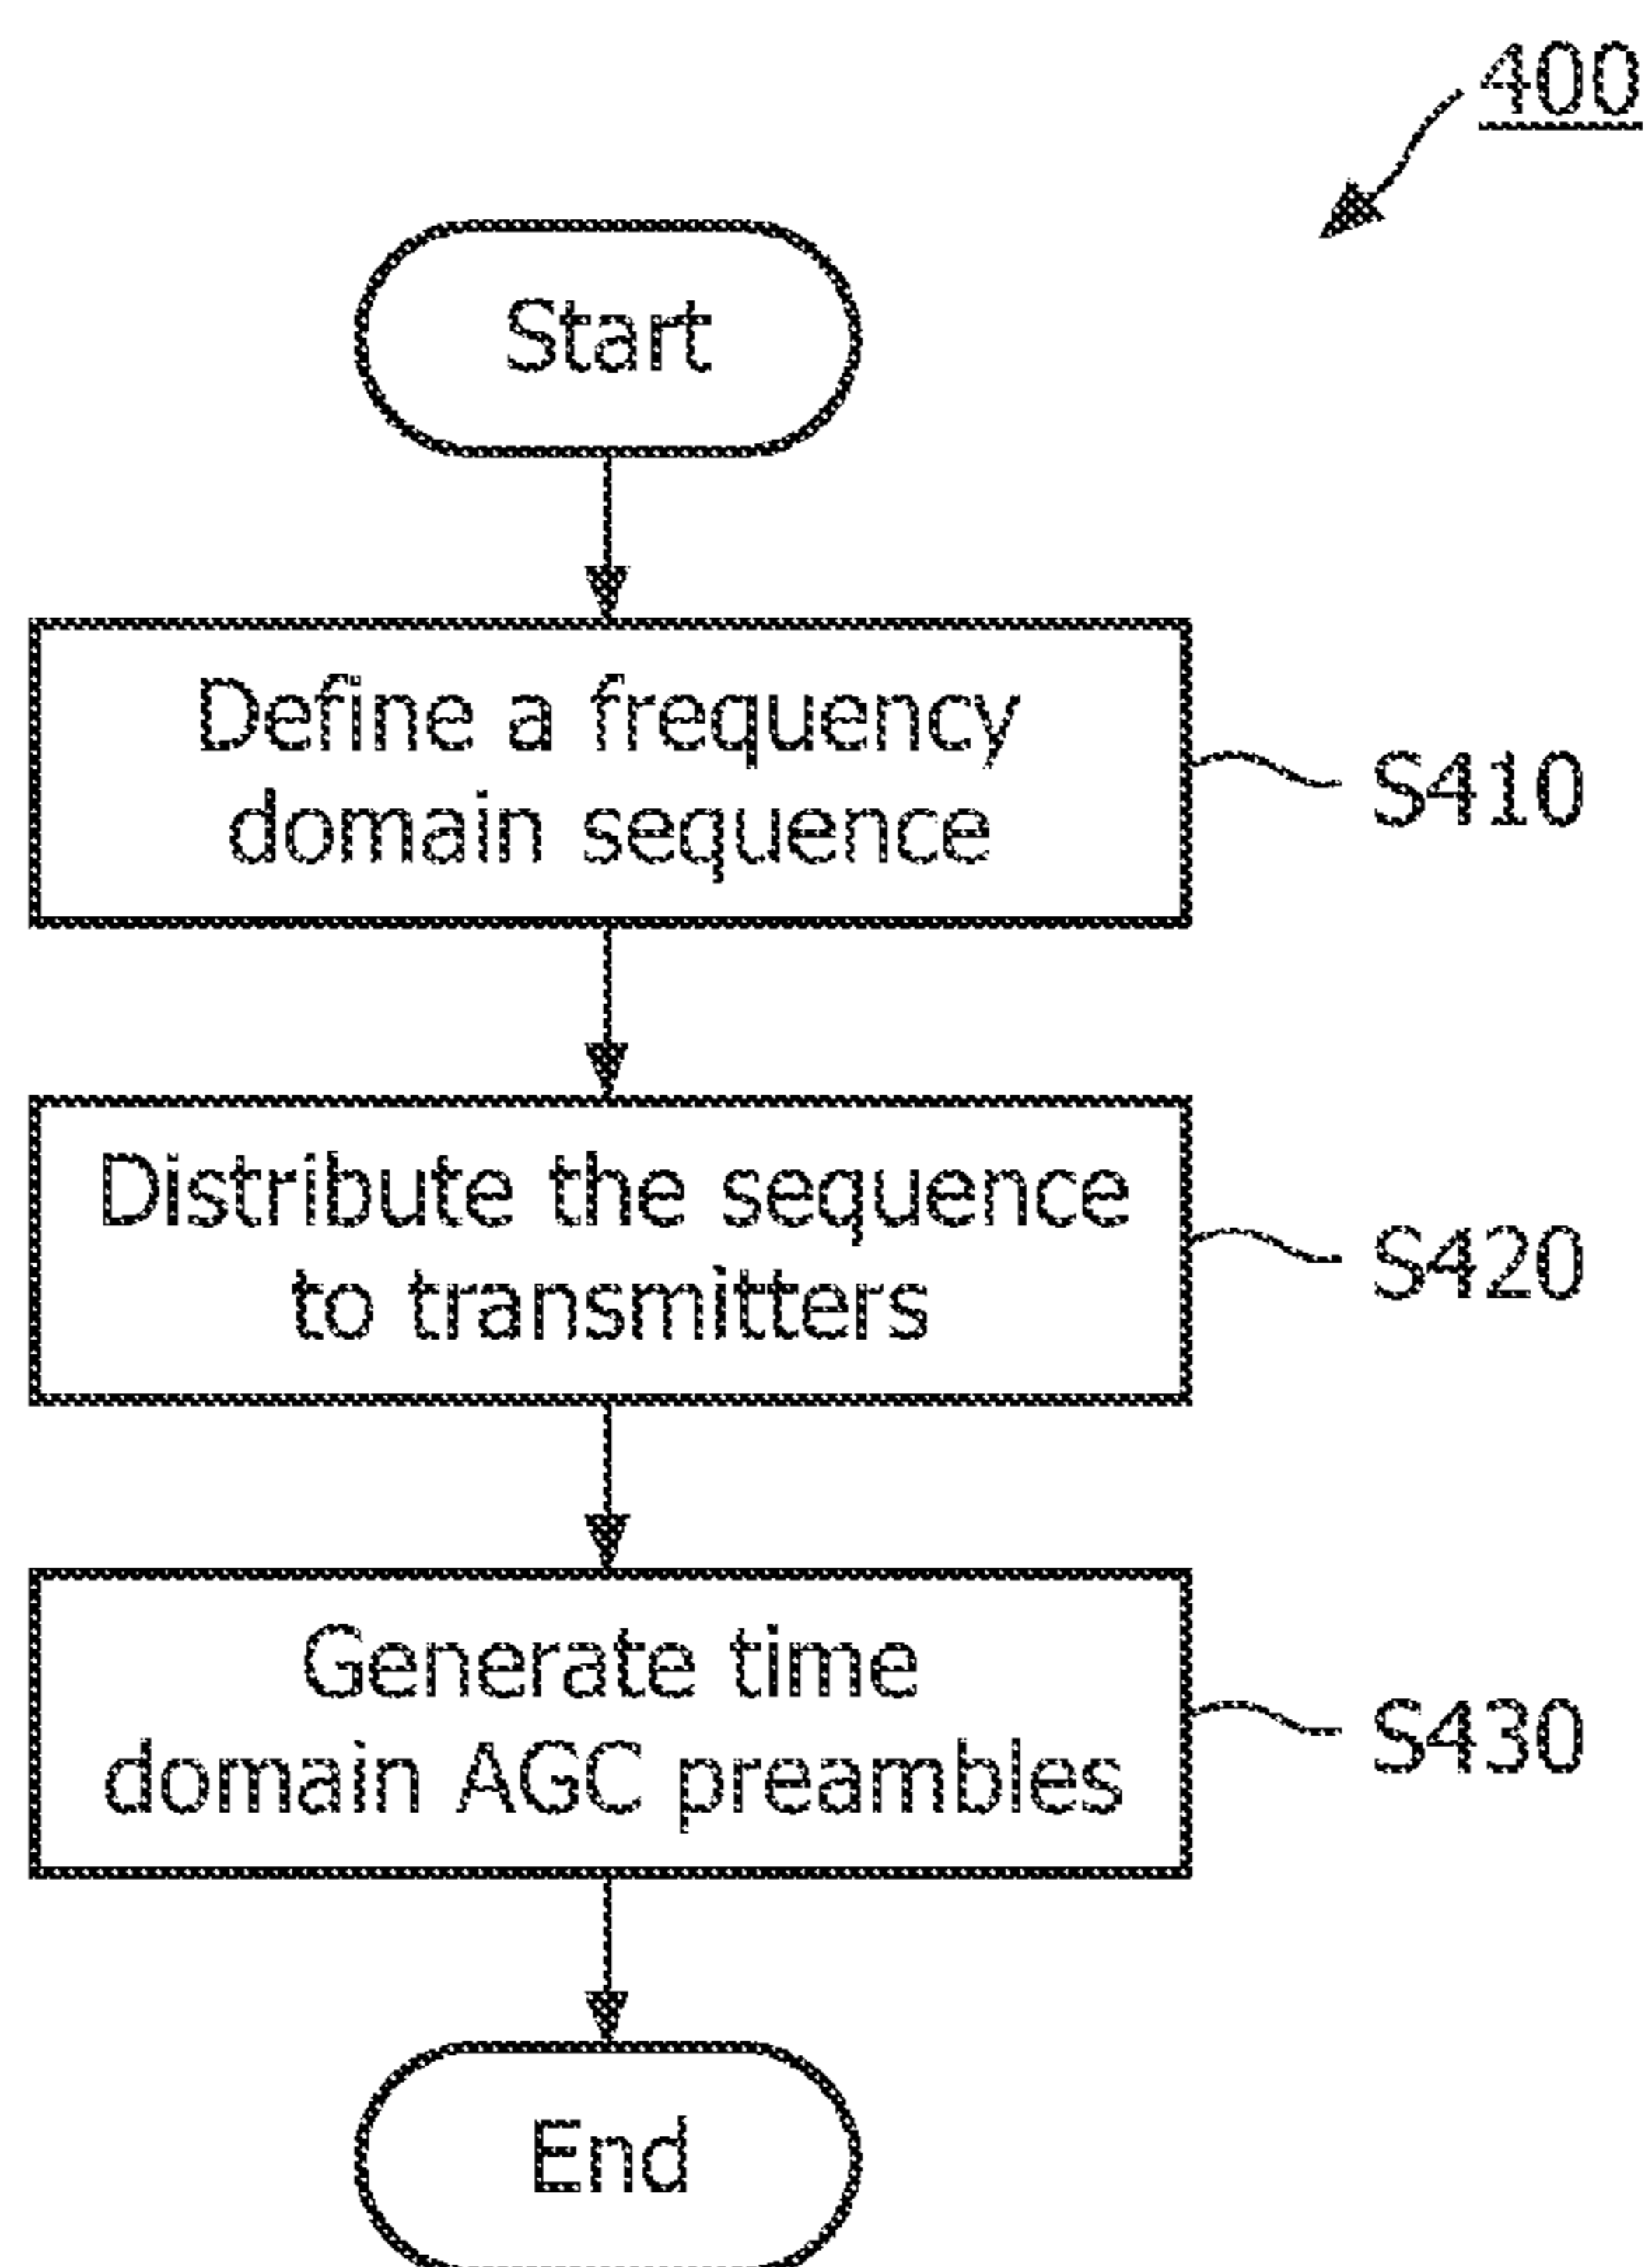 400
Start
Define a frequency
domain sequence
S410
Distribute the sequence
to transmitters
S420
Generate time
domain AGC preambles
S430
End